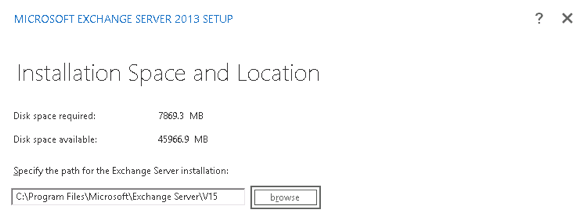 MICROSOFT EXCHANGE SERVER 2013 SETUP ? ×
Installation Space and Location
Disk space required: 7869.3 MB
Disk space available: 45966.9 MB
Specify the path for the Exchange Server installation:
C:\Program Files\Microsoft\Exchange Server\V15 browse